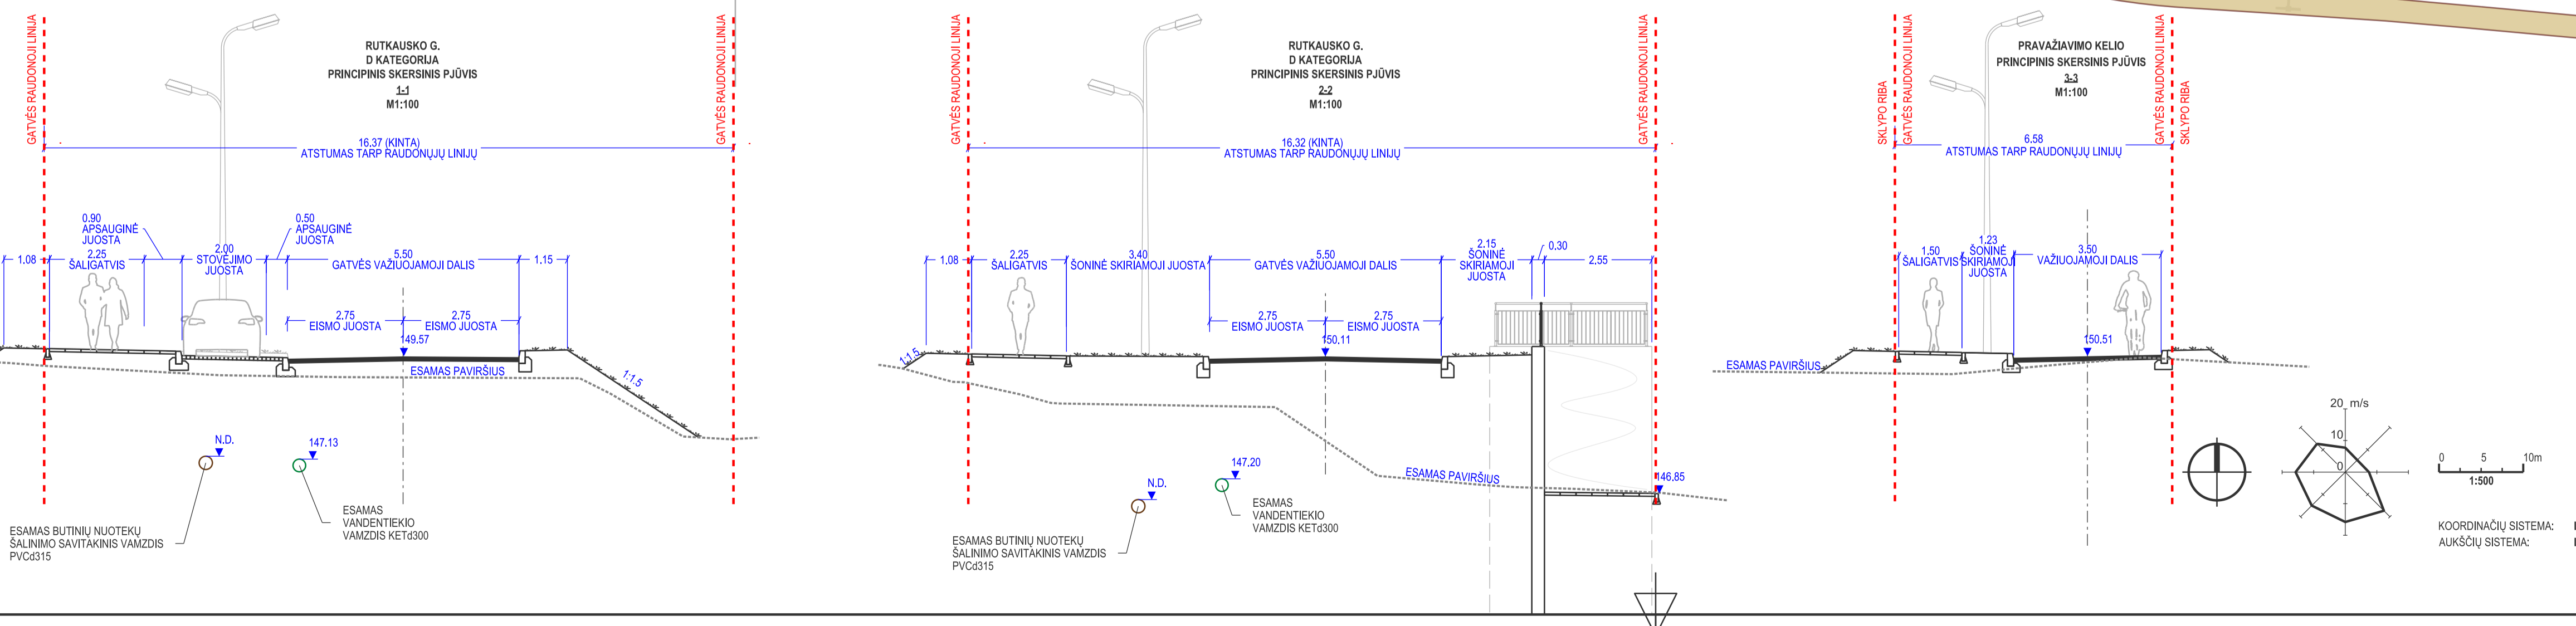 GATVĖS RAUDONOJI LINIJA
RUTKAUSKO G.
D KATEGORIJA
PRINCIPINIS SKERSINIS PJŪVIS
1-1
M1:100
GATVĖS RAUDONOJI LINIJA
16.37 (KINTA)
ATSTUMAS TARP RAUDONŲJŲ LINIJŲ
0.90
APSAUGINĖ
JUOSTA
0.50
APSAUGINĖ
JUOSTA
1.08
2.25
ŠALIGATVIS
2.00
STOVĖJIMO
JUOSTA
5.50
GATVĖS VAŽIUOJAMOJI DALIS
1.15
2.75
EISMO JUOSTA
2.75
EISMO JUOSTA
149.57
ESAMAS PAVIRŠIUS
1:1.5
N.D.
147.13
ESAMAS BUTINIŲ NUOTEKŲ
ŠALINIMO SAVITAKINIS VAMZDIS
PVCd315
ESAMAS
VANDENTIEKIO
VAMZDIS KETd300
GATVĖS RAUDONOJI LINIJA
RUTKAUSKO G.
D KATEGORIJA
PRINCIPINIS SKERSINIS PJŪVIS
2-2
M1:100
GATVĖS RAUDONOJI LINIJA
16.32 (KINTA)
ATSTUMAS TARP RAUDONŲJŲ LINIJŲ
1.08
2.25
ŠALIGATVIS
3.40
ŠONINĖ SKIRIAMOJI JUOSTA
5.50
GATVĖS VAŽIUOJAMOJI DALIS
2.15
ŠONINĖ
SKIRIAMOJI
JUOSTA
0.30
2.55
2.75
EISMO JUOSTA
2.75
EISMO JUOSTA
150.11
1:1.5
ESAMAS PAVIRŠIUS
146.85
N.D.
147.20
ESAMAS BUTINIŲ NUOTEKŲ
ŠALINIMO SAVITAKINIS VAMZDIS
PVCd315
ESAMAS
VANDENTIEKIO
VAMZDIS KETd300
SKLYPO RIBA
GATVĖS RAUDONOJI LINIJA
PRAVAŽIAVIMO KELIO
PRINCIPINIS SKERSINIS PJŪVIS
3-3
M1:100
GATVĖS RAUDONOJI LINIJA
SKLYPO RIBA
6.58
ATSTUMAS TARP RAUDONŲJŲ LINIJŲ
1.50
ŠALIGATVIS
1.23
ŠONINĖ
SKIRIAMOJI
JUOSTA
3.50
VAŽIUOJAMOJI DALIS
150.51
ESAMAS PAVIRŠIUS
20 m/s
10
0
0 5 10m
1:500
KOORDINAČIŲ SISTEMA:
AUKŠČIŲ SISTEMA: